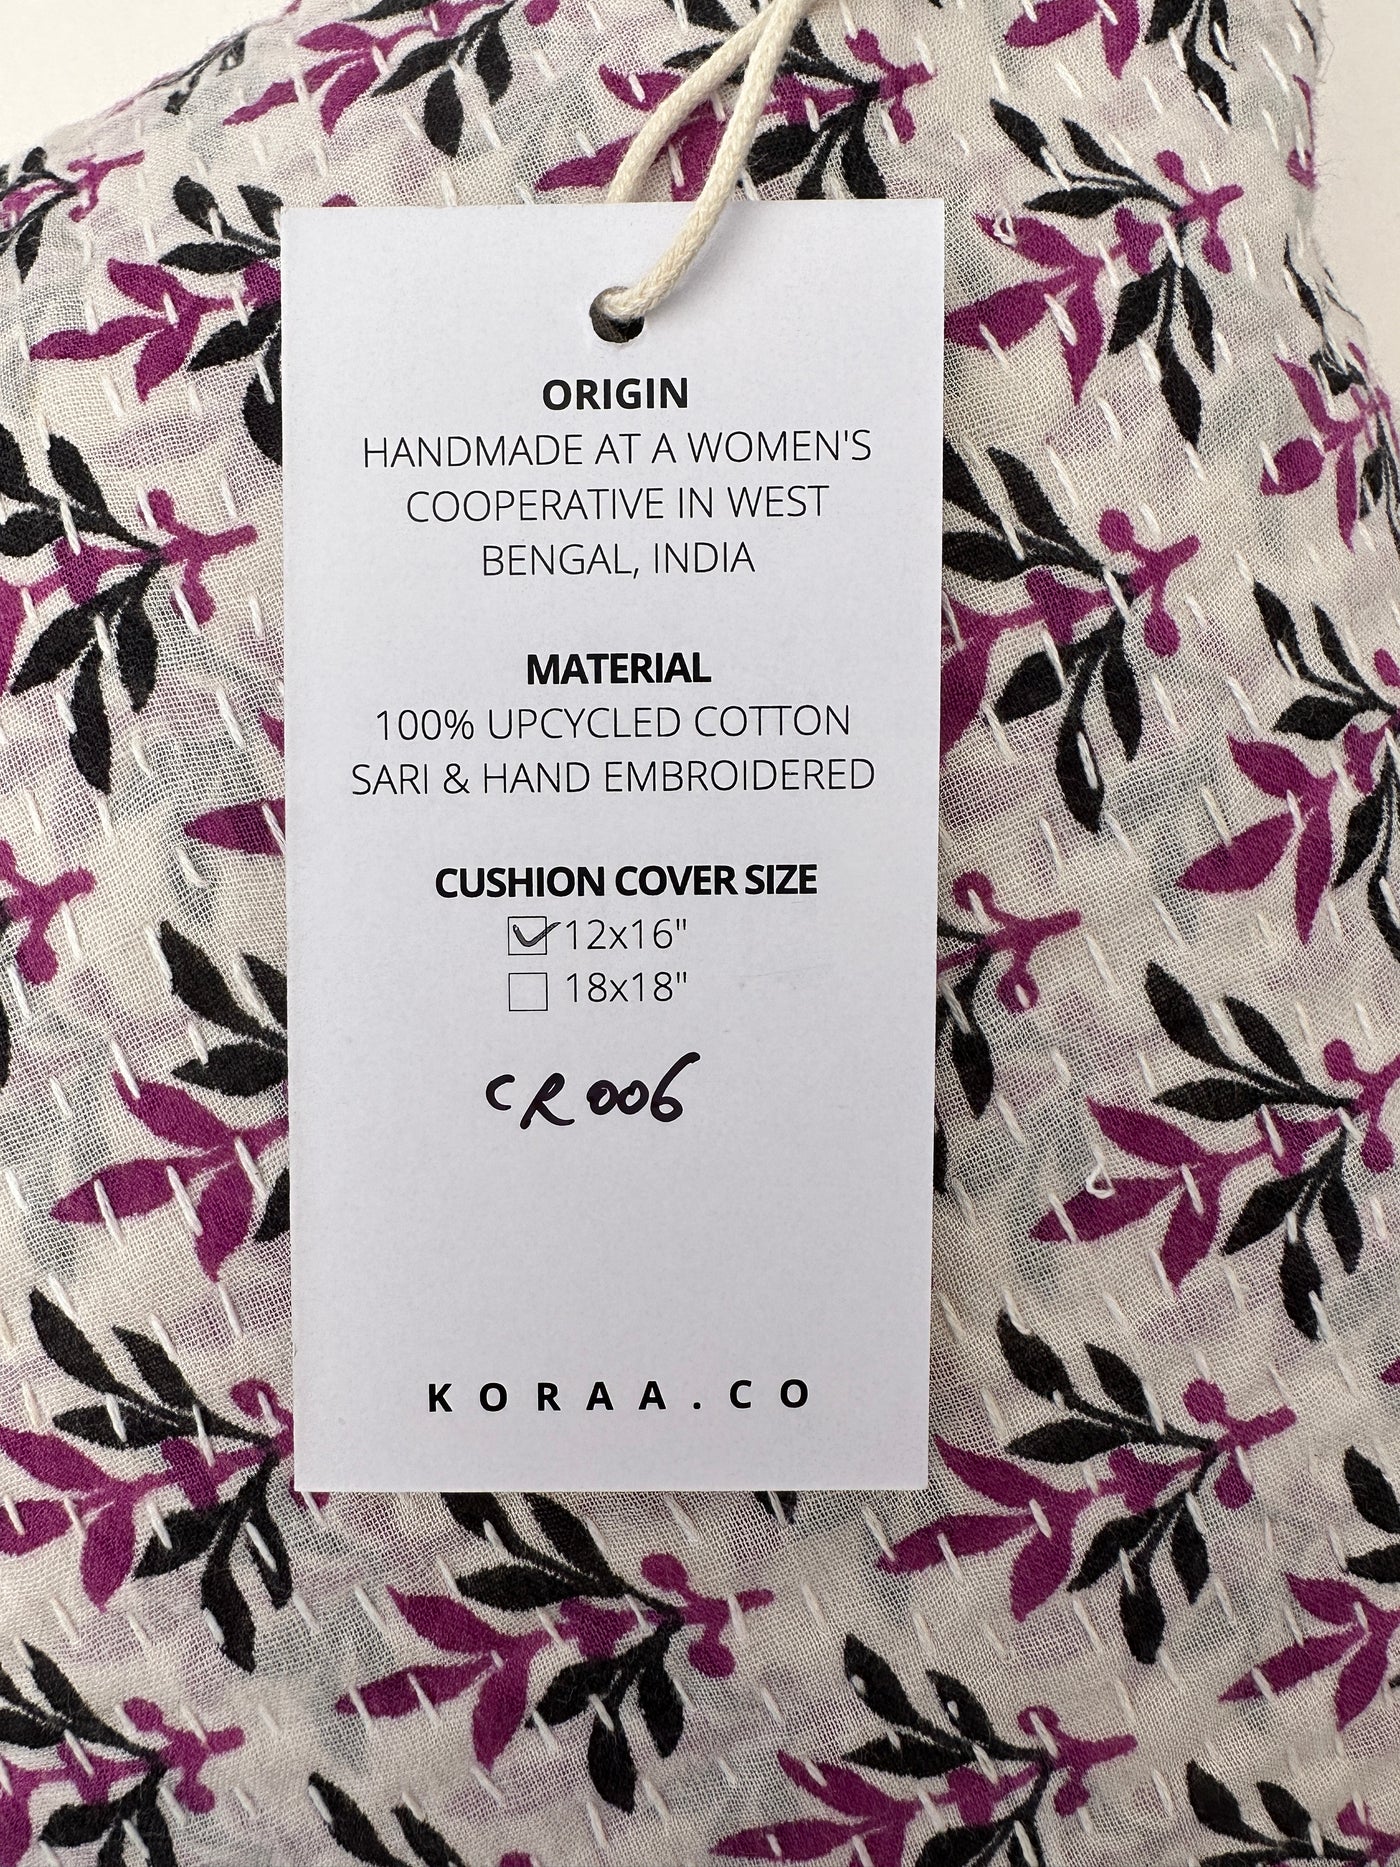 ORIGIN
HANDMADE AT A WOMEN'S
COOPERATIVE IN WEST
BENGAL, INDIA
MATERIAL
100% UPCYCLED COTTON
SARI & HAND EMBROIDERED
CUSHION COVER SIZE
12x16"
18x18"
CR006
KORAA.CO